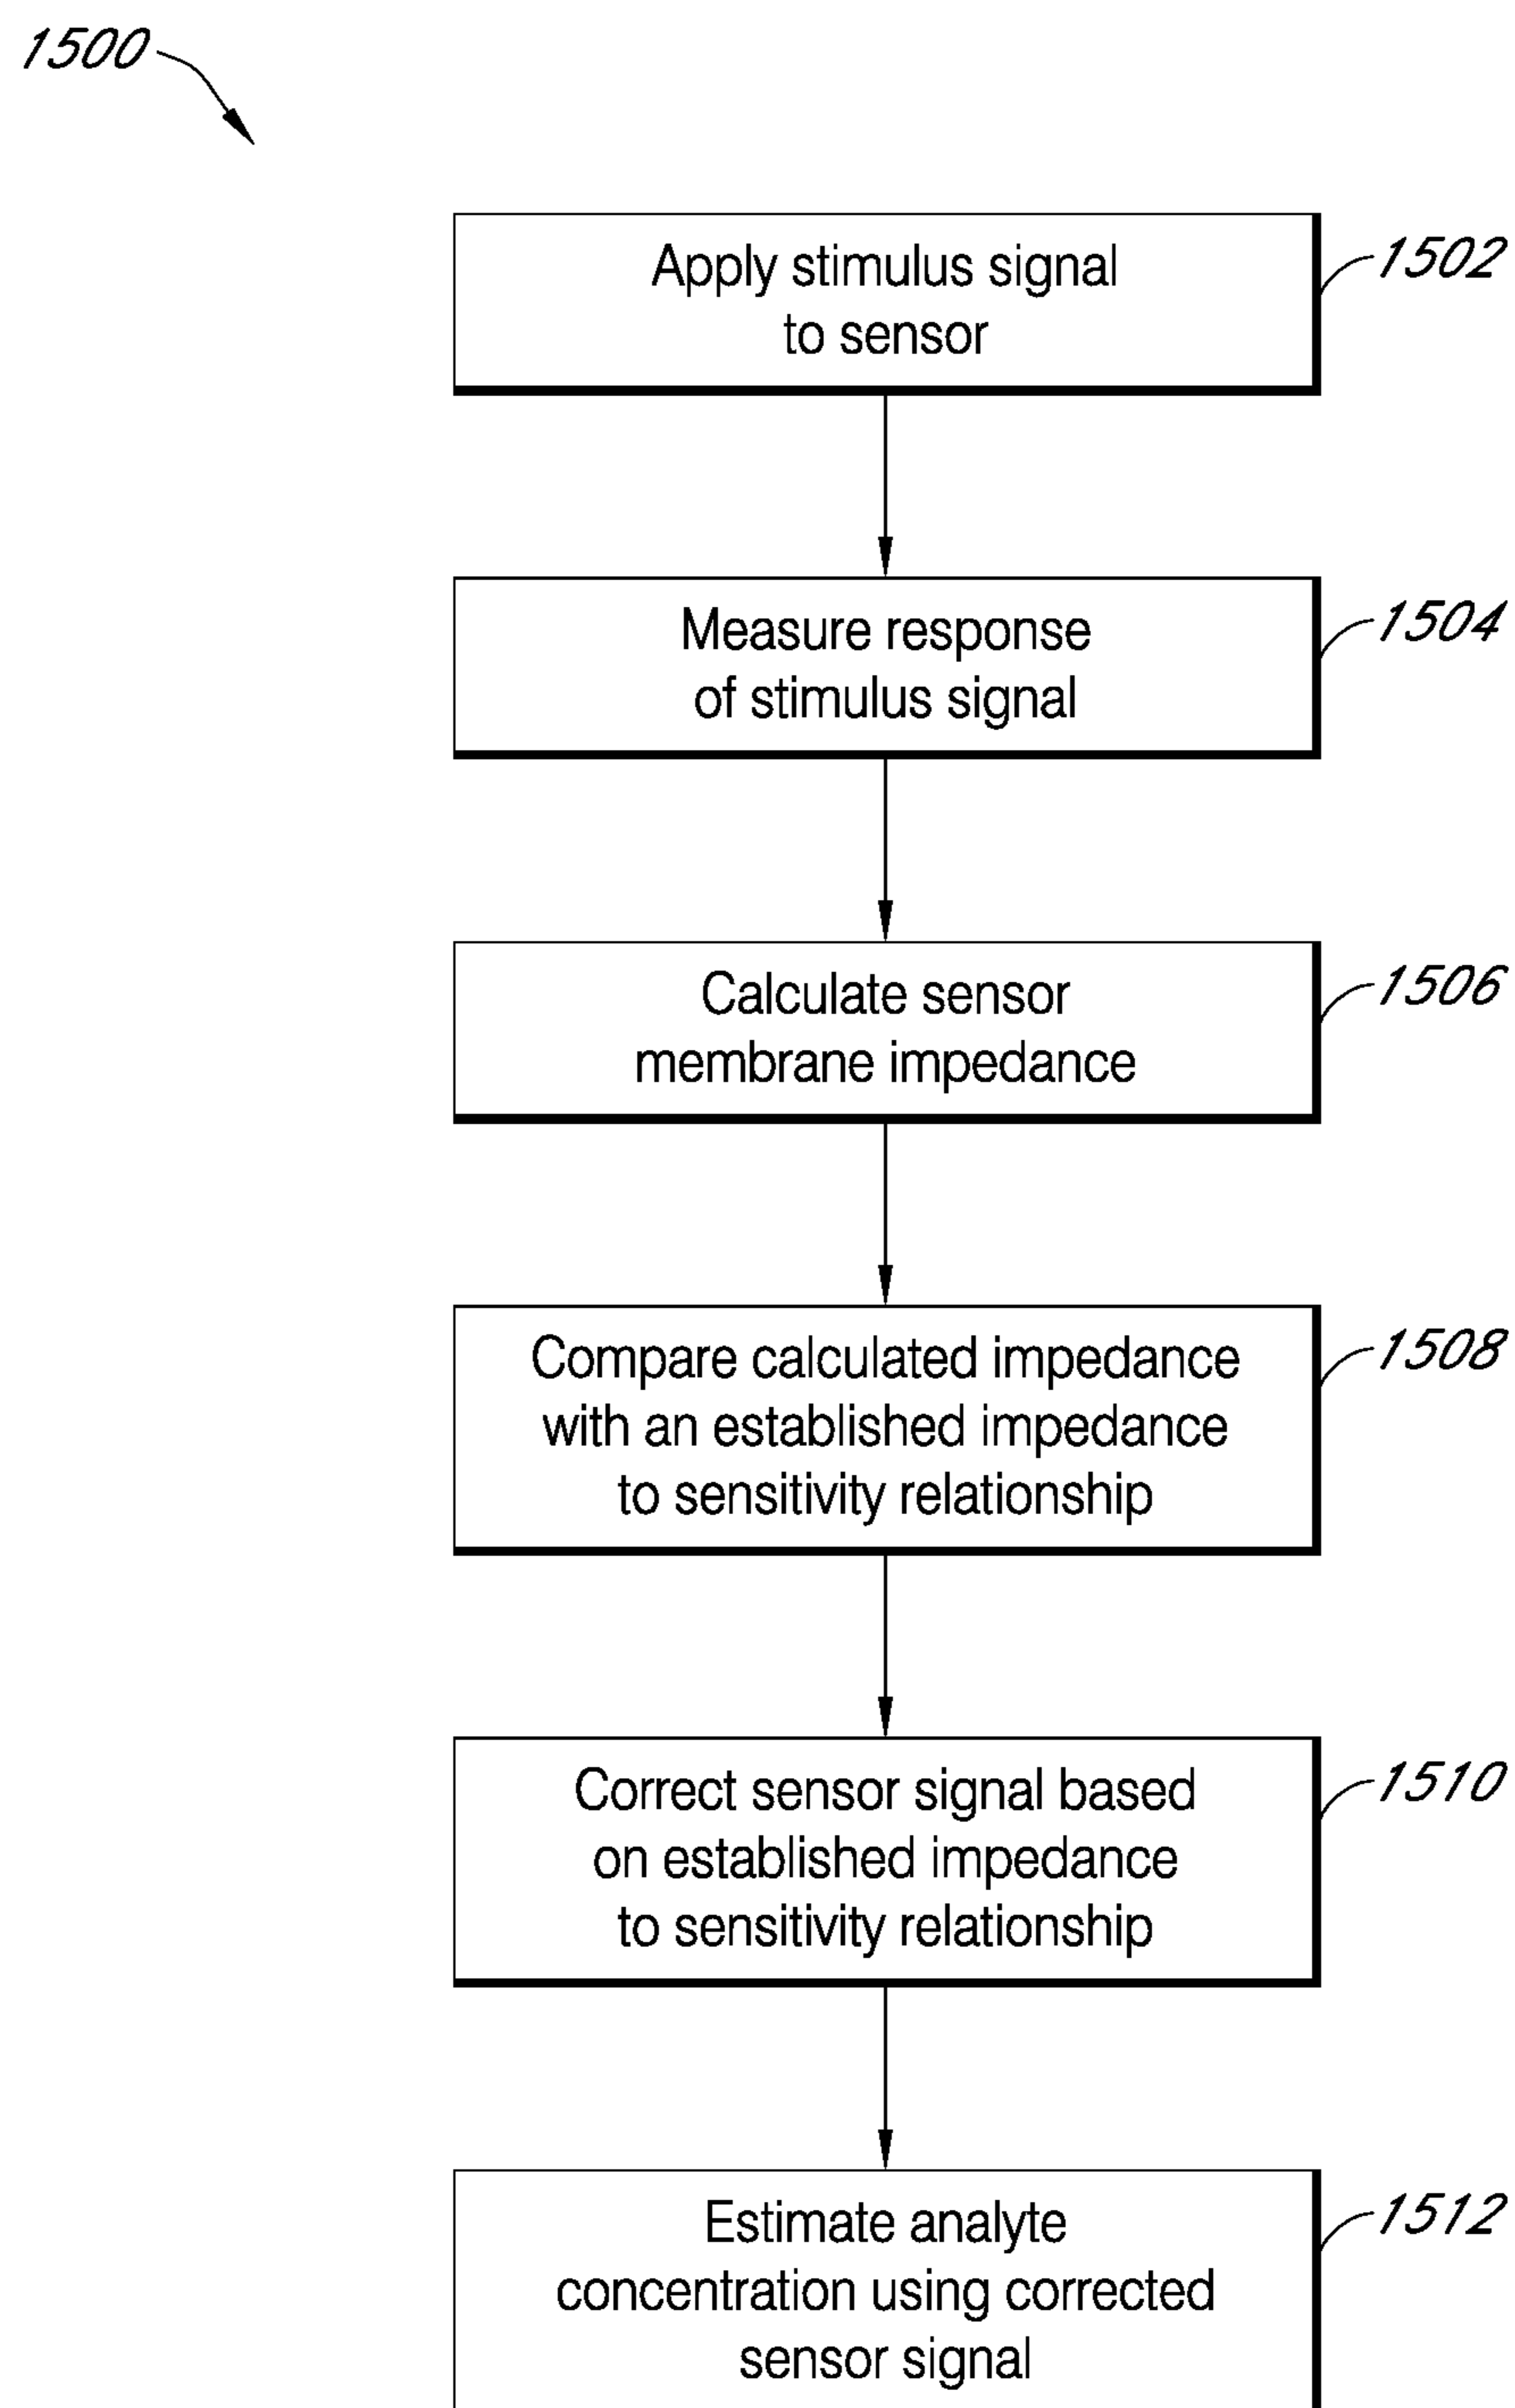 1500
Apply stimulus signal
to sensor
1502
Measure response
of stimulus signal
1504
Calculate sensor
membrane impedance
1506
Compare calculated impedance
with an established impedance
to sensitivity relationship
1508
Correct sensor signal based
on established impedance
to sensitivity relationship
1510
Estimate analyte
concentration using corrected
sensor signal
1512